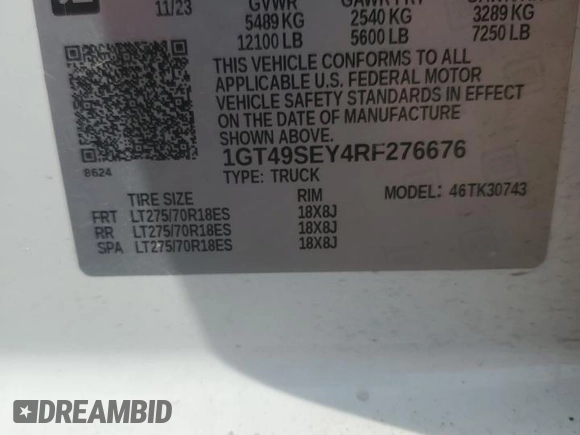 11/23 GVWR
5489 KG 2540 KG 3289 KG
12100 LB 5600 LB 7250 LB
THIS VEHICLE CONFORMS TO ALL
APPLICABLE U.S. FEDERAL MOTOR
VEHICLE SAFETY STANDARDS IN EFFECT
ON THE DATE OF MANUFACTURE
SHOWN ABOVE.
1GT49SEY4RF276676
8624
TYPE: TRUCK MODEL: 46TK30743
TIRE SIZE RIM
FRT LT275/70R18ES 18X8J
RR LT275/70R18ES 18X8J
SPA LT275/70R18ES 18X8J
DREAMBID